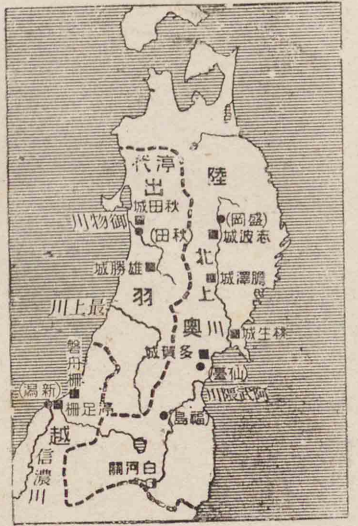 渟代
陸奥
出羽
秋田城
(盛岡)
御物川
(秋田)
志波城
北上川
雄勝城
膽澤城
最上川
桃生城
多賀城
磐舟柵
(仙臺)
阿武隈川
(新潟)
渟足柵
(福島)
越
信濃川
白河關